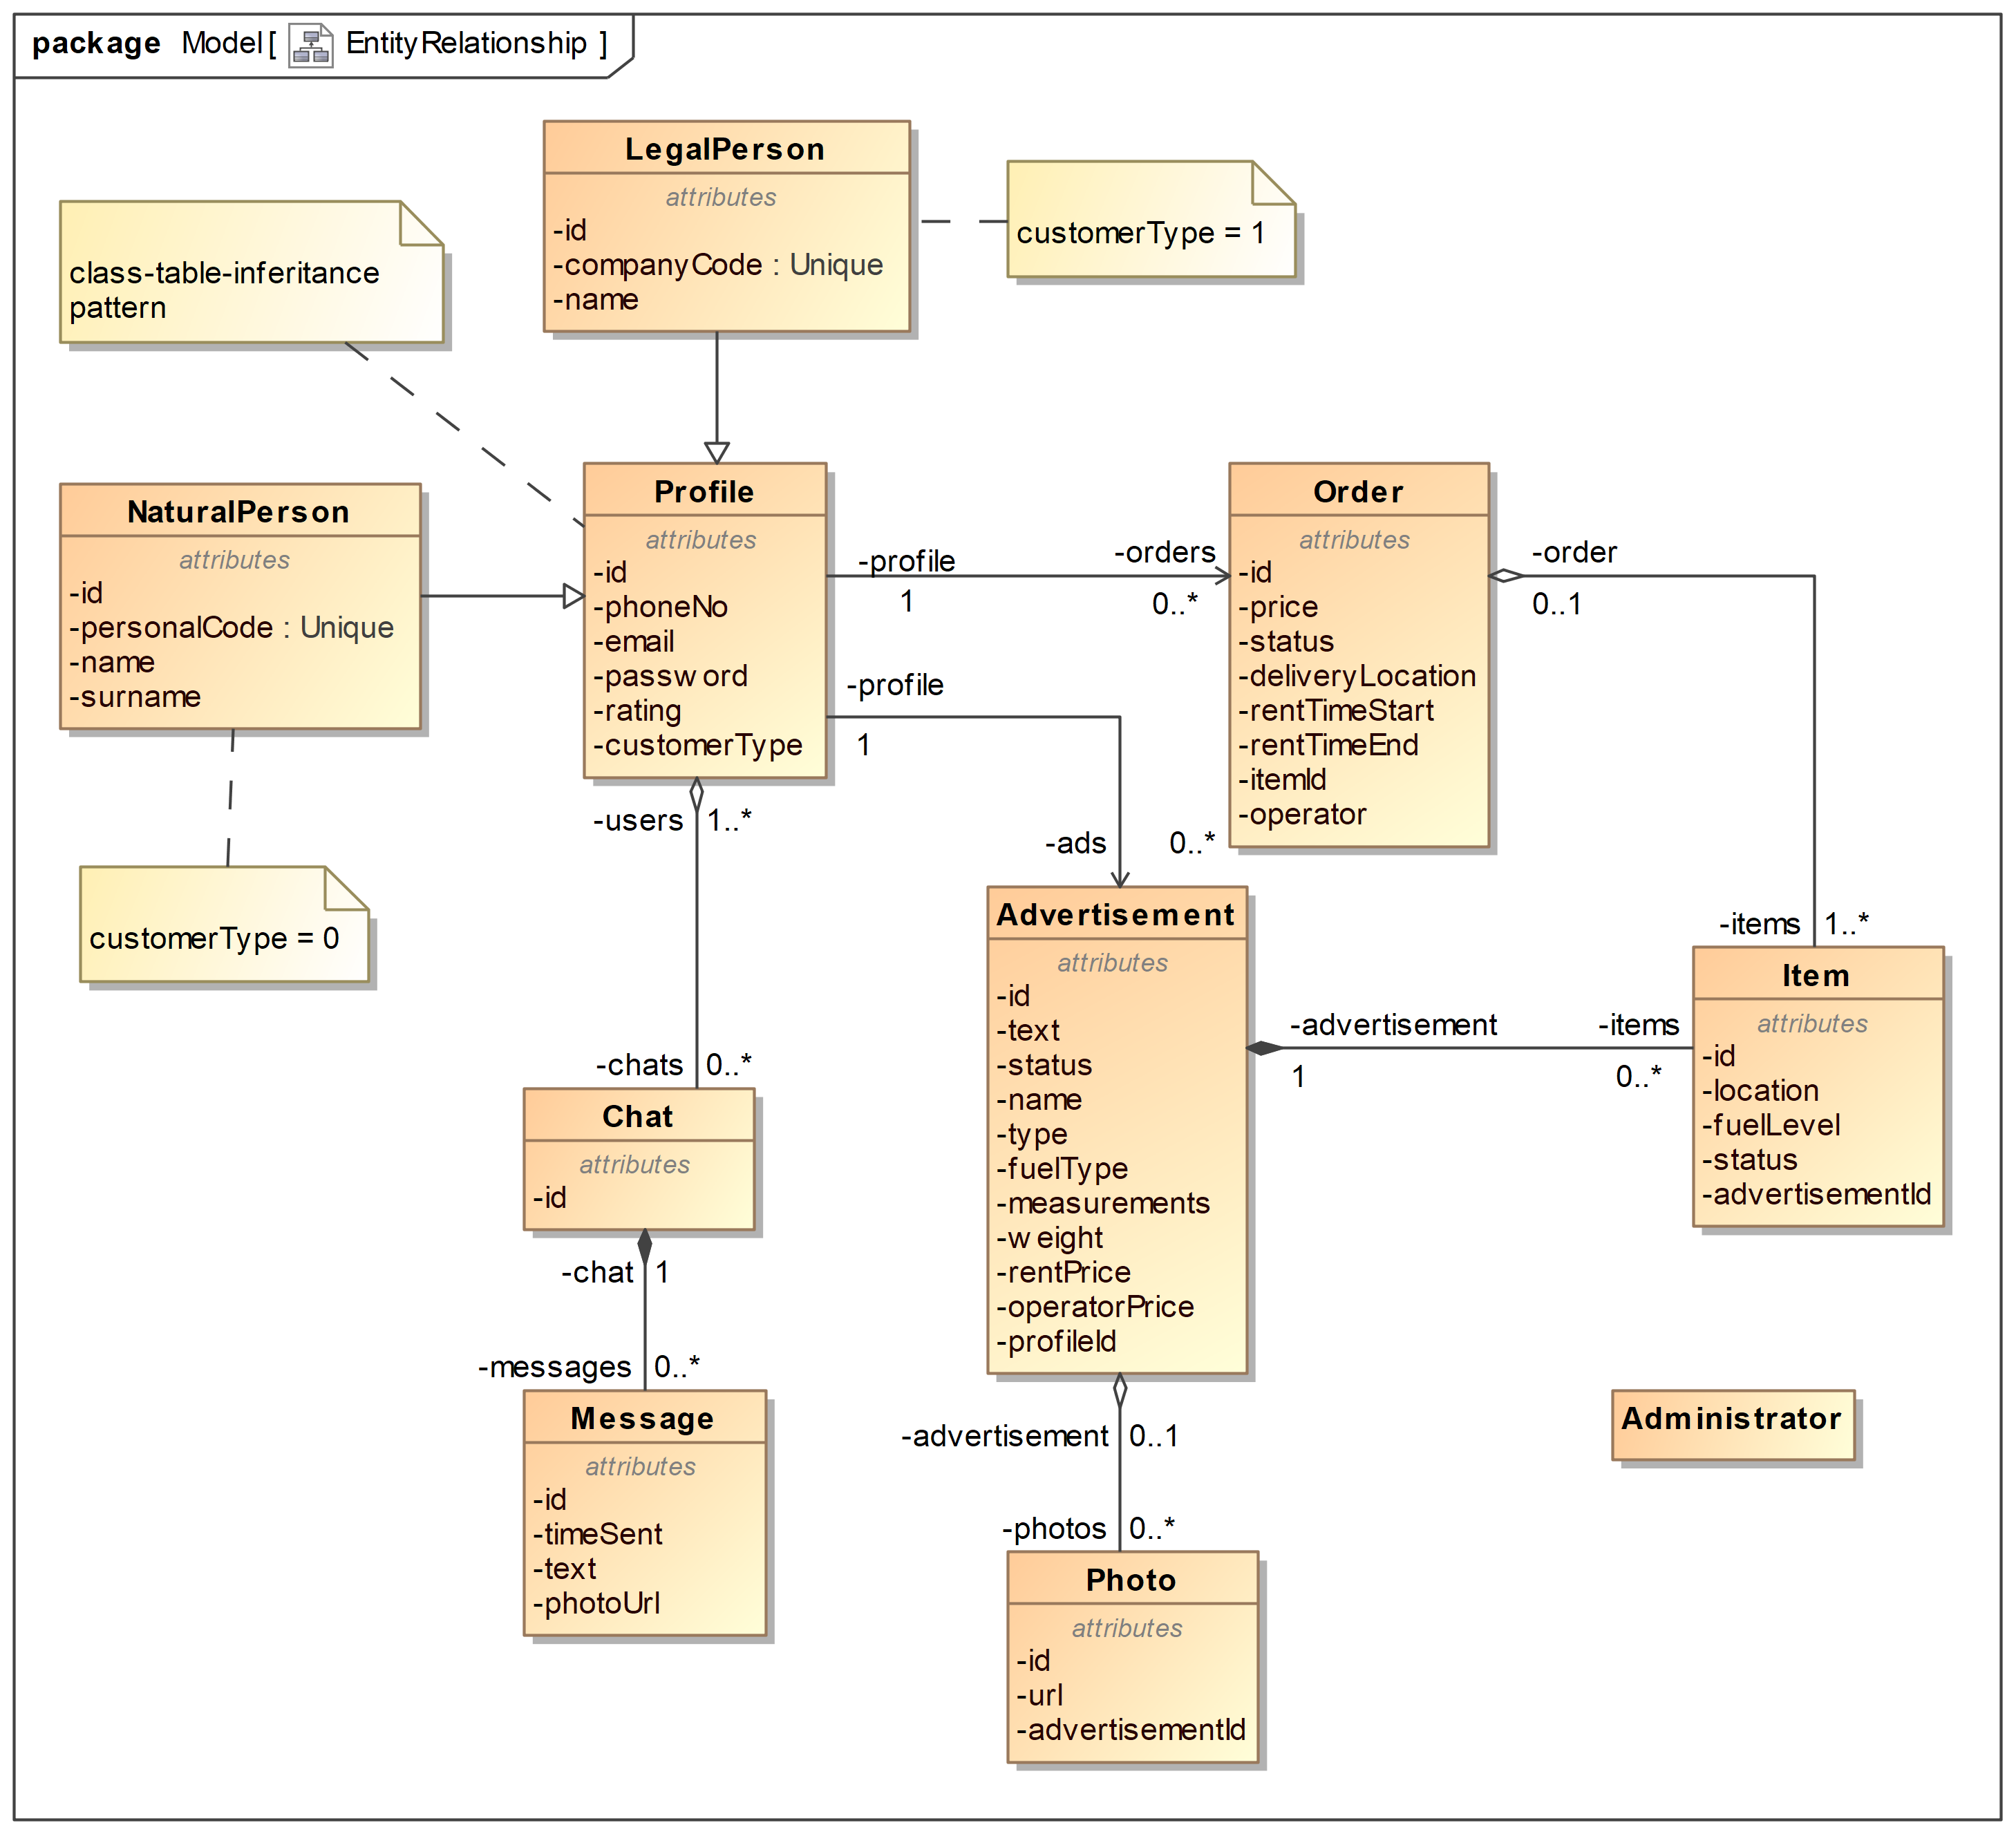 package Model [ EntityRelationship ]
LegalPerson
attributes
-id
-companyCode : Unique
-name
customerType = 1
class-table-inferitance
pattern
NaturalPerson
attributes
-id
-personalCode : Unique
-name
-surname
customerType = 0
Profile
attributes
-id
-phoneNo
-email
-password
-rating
-customerType
-profile
1
-orders
0..*
Order
attributes
-id
-price
-status
-deliveryLocation
-rentTimeStart
-rentTimeEnd
-itemId
-operator
-order
0..1
-profile
1
-ads
0..*
-users
1..*
-chats
0..*
Chat
attributes
-id
-chat
1
-messages
0..*
Message
attributes
-id
-timeSent
-text
-photoUrl
Advertisement
attributes
-id
-text
-status
-name
-type
-fuelType
-measurements
-weight
-rentPrice
-operatorPrice
-profileId
-advertisement
1
-items
0..*
-items
1..*
Item
attributes
-id
-location
-fuelLevel
-status
-advertisementId
-advertisement
0..1
-photos
0..*
Photo
attributes
-id
-url
-advertisementId
Administrator